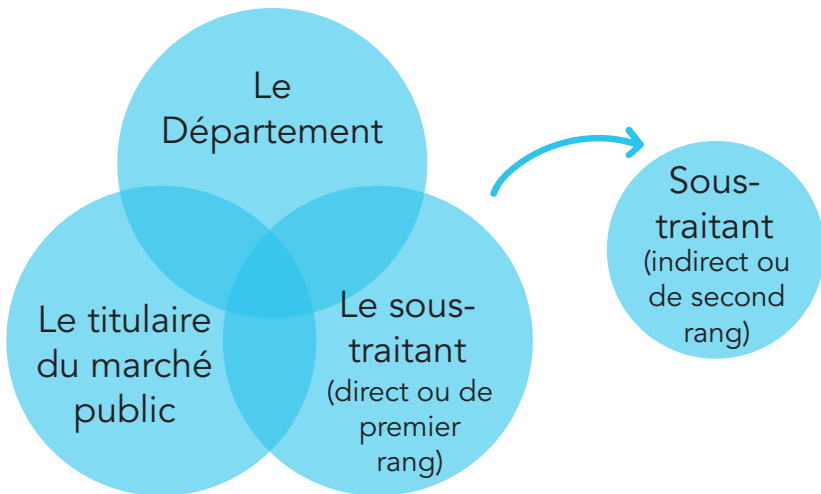 Le
Département
Le titulaire
du marché
public
Le sous-
traitant
(direct ou de
premier
rang)
Sous-
traitant
(indirect ou
de second
rang)